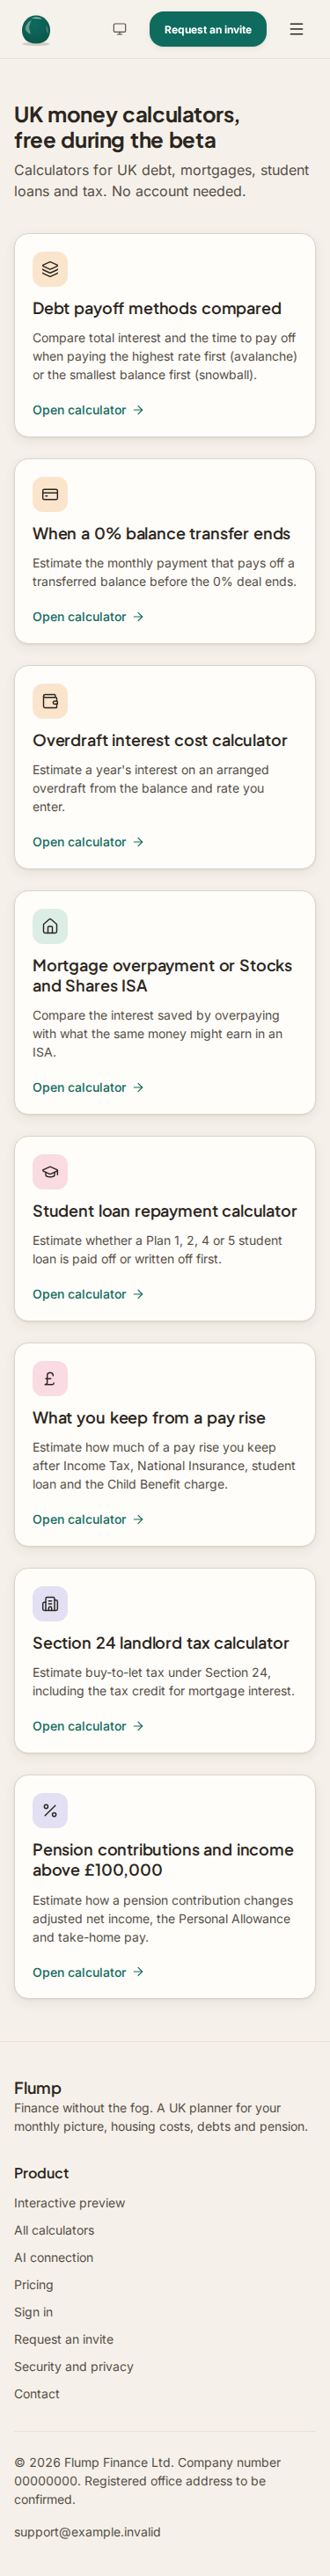 Request an invite
UK money calculators,
free during the beta
Calculators for UK debt, mortgages, student
loans and tax. No account needed.
Debt payoff methods compared
Compare total interest and the time to pay off
when paying the highest rate first (avalanche)
or the smallest balance first (snowball).
Open calculator
When a 0% balance transfer ends
Estimate the monthly payment that pays off a
transferred balance before the 0% deal ends.
Open calculator
Overdraft interest cost calculator
Estimate a year's interest on an arranged
overdraft from the balance and rate you
enter.
Open calculator
Mortgage overpayment or Stocks
and Shares ISA
Compare the interest saved by overpaying
with what the same money might earn in an
ISA.
Open calculator
Student loan repayment calculator
Estimate whether a Plan 1, 2, 4 or 5 student
loan is paid off or written off first.
Open calculator
£
What you keep from a pay rise
Estimate how much of a pay rise you keep
after Income Tax, National Insurance, student
loan and the Child Benefit charge.
Open calculator
Section 24 landlord tax calculator
Estimate buy-to-let tax under Section 24,
including the tax credit for mortgage interest.
Open calculator
%
Pension contributions and income
above £100,000
Estimate how a pension contribution changes
adjusted net income, the Personal Allowance
and take-home pay.
Open calculator
Flump
Finance without the fog. A UK planner for your
monthly picture, housing costs, debts and pension.
Product
Interactive preview
All calculators
AI connection
Pricing
Sign in
Request an invite
Security and privacy
Contact
© 2026 Flump Finance Ltd. Company number
00000000. Registered office address to be
confirmed.
support@example.invalid